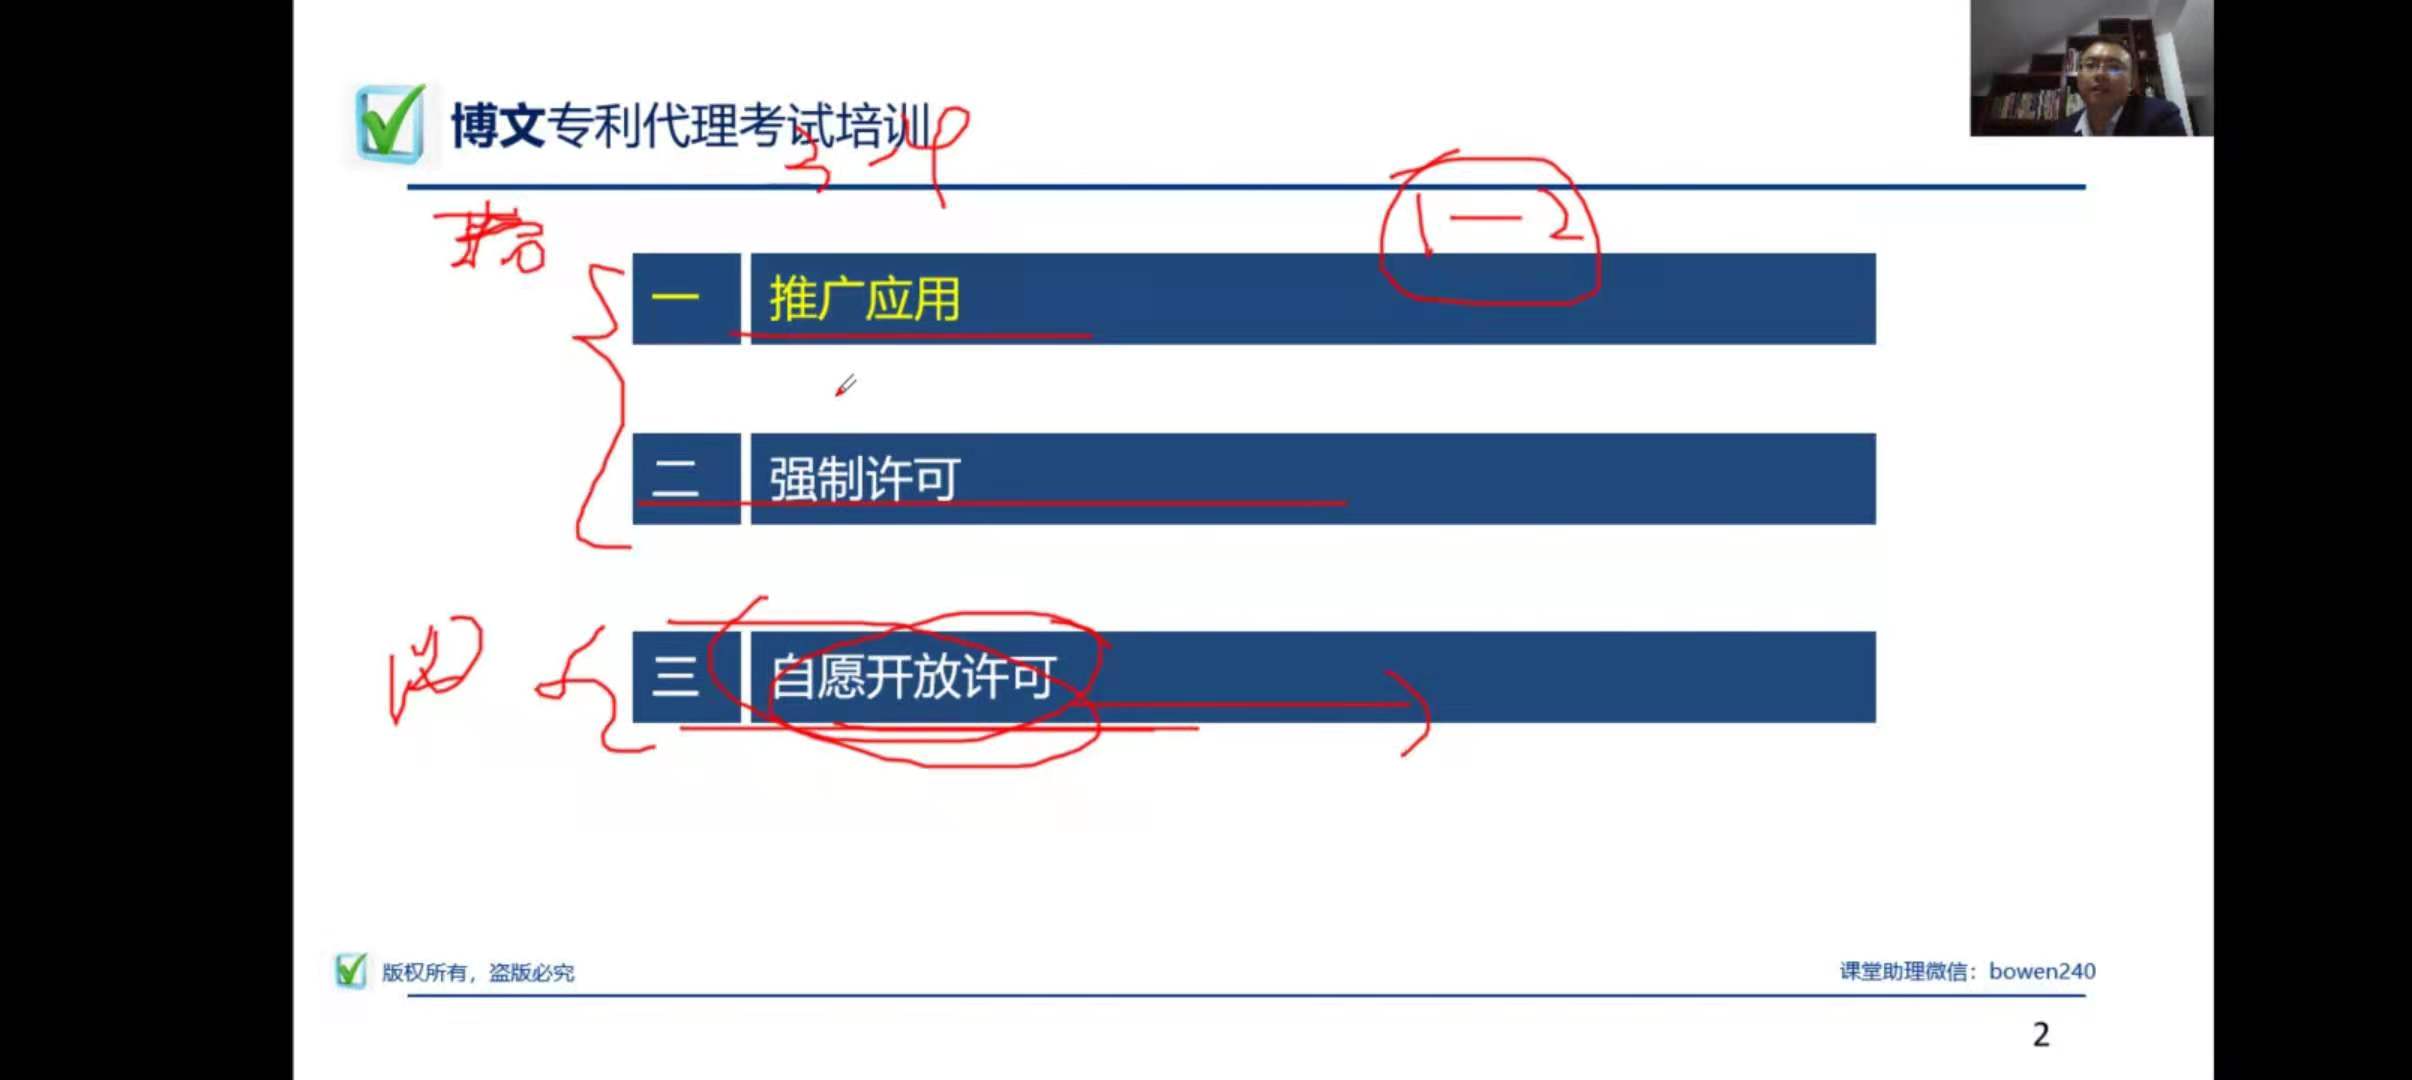 博文专利代理考试培训
1—2
一 推广应用
二 强制许可
三 自愿开放许可
版权所有，盗版必究
课堂助理微信：bowen240
2